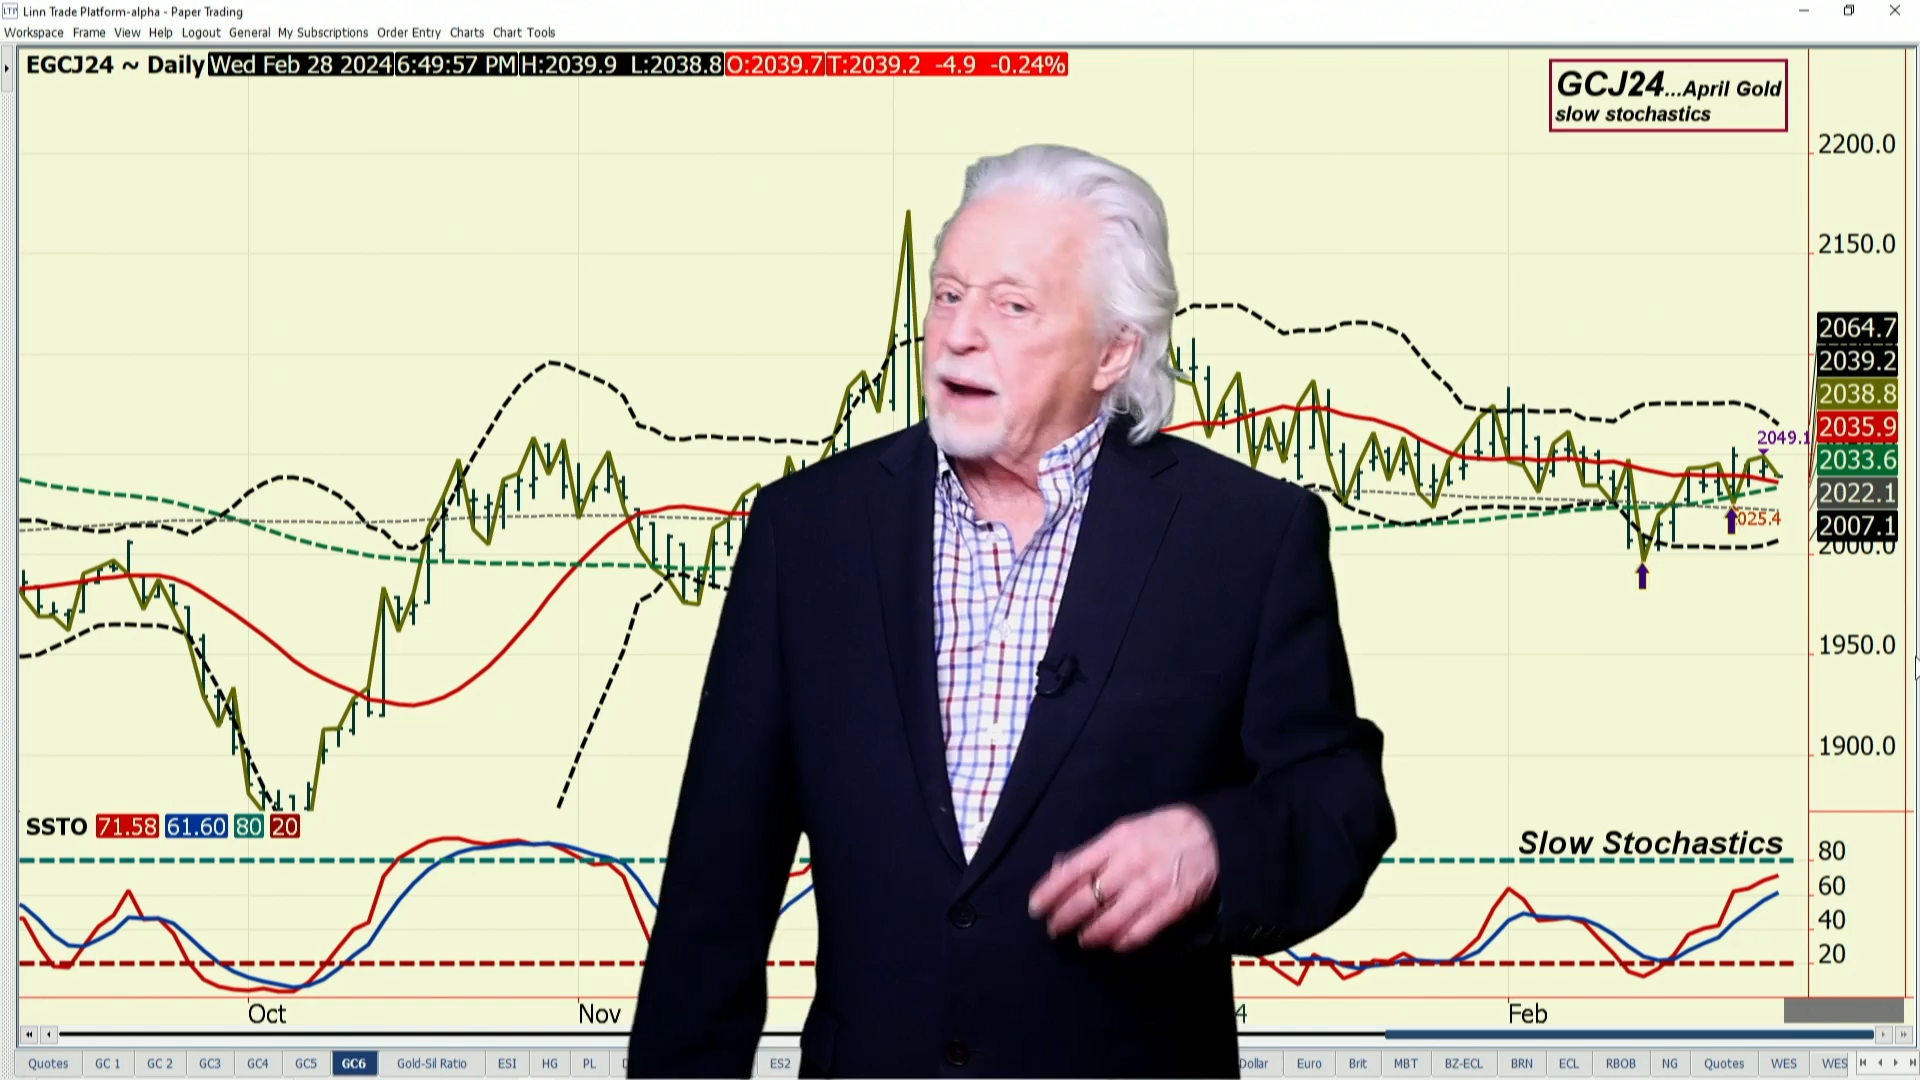 Linn Trade Platform-alpha - Paper Trading
Workspace Frame View Help Logout General My Subscriptions Order Entry Charts Chart Tools
EGCJ24 ~ Daily Wed Feb 28 2024 6:49:57 PM H:2039.9 L:2038.8 O:2039.7 T:2039.2 -4.9 -0.24%
GCJ24...April Gold
slow stochastics
2200.0
2150.0
2064.7
2039.2
2038.8
2035.9
2049.1
2033.6
2022.1
025.4
2007.1
2000.0
1950.0
1900.0
SSTO 71.58 61.60 80 20
Slow Stochastics
80
60
40
20
Oct Nov 4 Feb
Quotes GC 1 GC 2 GC3 GC4 GC5 GC6 Gold-Sil Ratio ESI HG PL ES2 Dollar Euro Brit MBT BZ-ECL BRN ECL RBOB NG Quotes WES WES